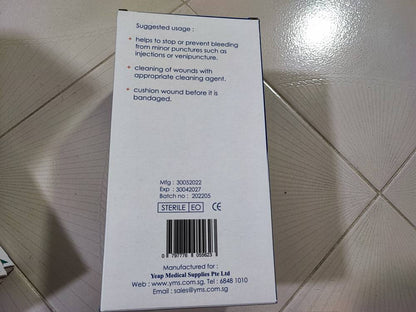 Suggested usage :
helps to stop or prevent bleeding
from minor punctures such as
injections or venipuncture.
cleaning of wounds with
appropriate cleaning agent.
cushion wound before it is
bandaged.
Mfg : 30052022
Exp : 30042027
Batch no : 202205
STERILE EO CE
Manufactured for :
Yeap Medical Supplies Pte Ltd
Web : www.yms.com.sg Tel : 6848 1010
Email : sales@yms.com.sg